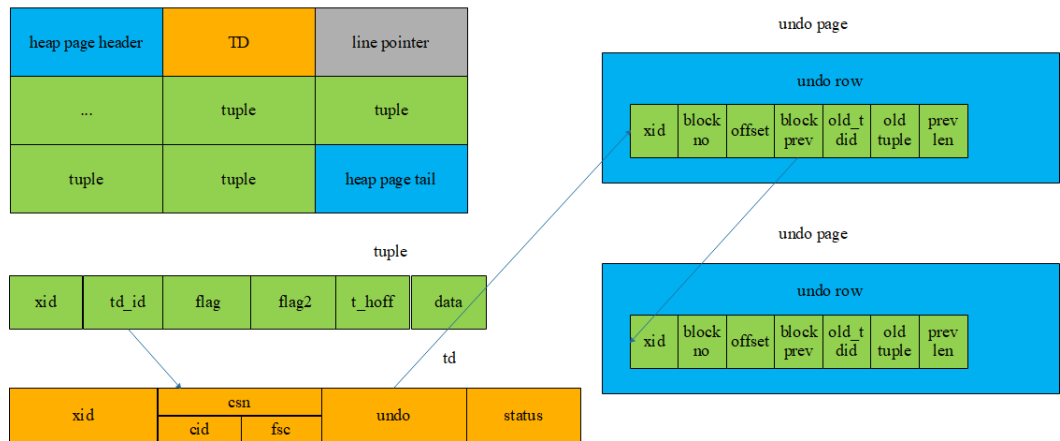 heap page header
TD
line pointer
...
tuple
tuple
tuple
tuple
heap page tail
tuple
xid
td_id
flag
flag2
t_hoff
data
td
xid
csn
cid
fsc
undo
status
undo page
undo row
xid
block
no
offset
block
prev
old_t
did
old
tuple
prev
len
undo page
undo row
xid
block
no
offset
block
prev
old_t
did
old
tuple
prev
len